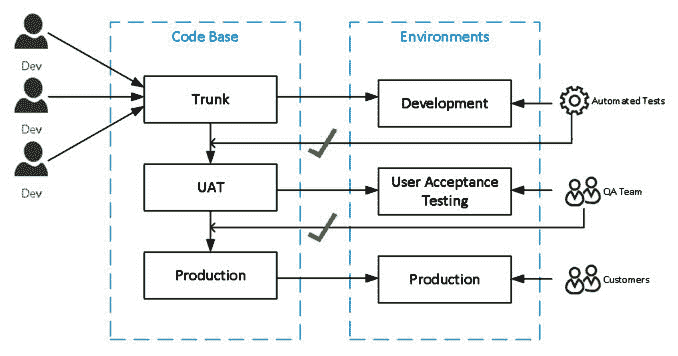 Code Base
Environments
Dev
Dev
Dev
Trunk
Development
Automated Tests
UAT
User Acceptance
Testing
QA Team
Production
Production
Customers